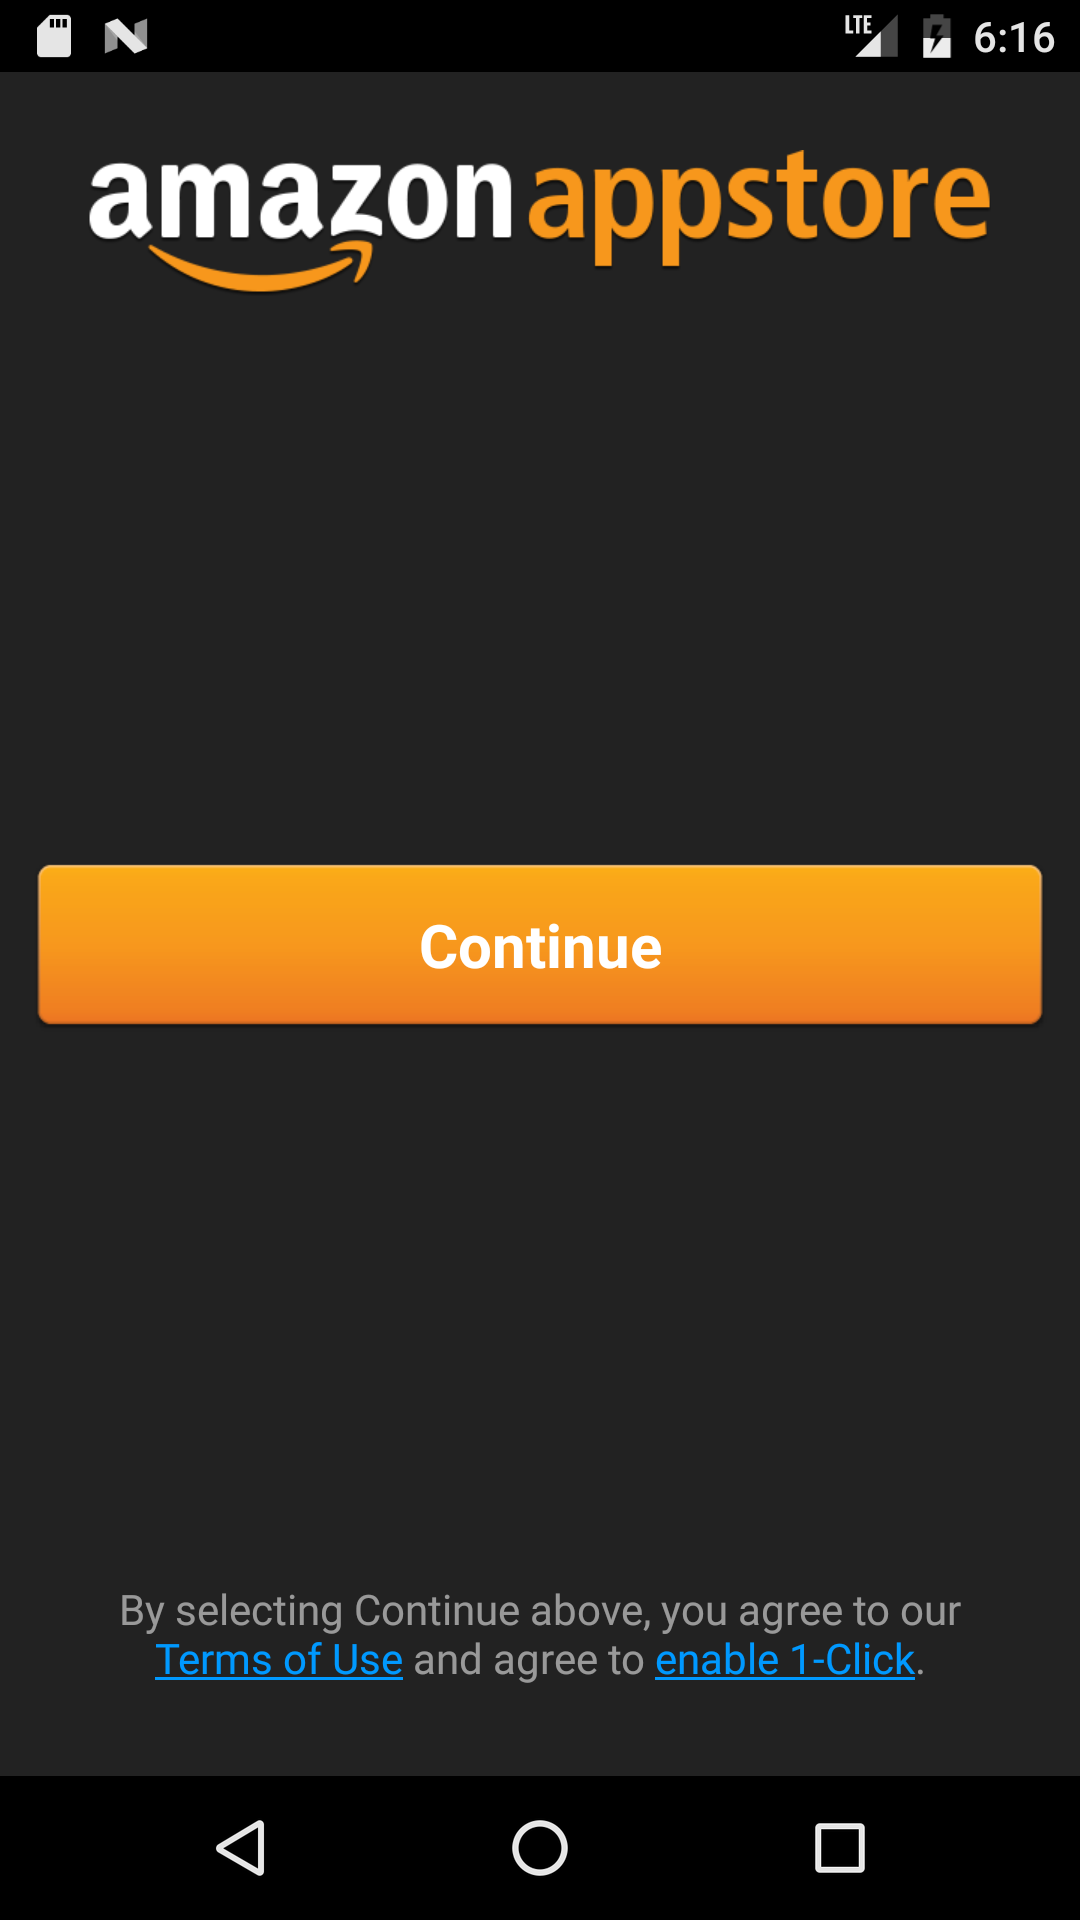 LTE 6:16
amazon appstore
Continue
By selecting Continue above, you agree to our
Terms of Use and agree to enable 1-Click.